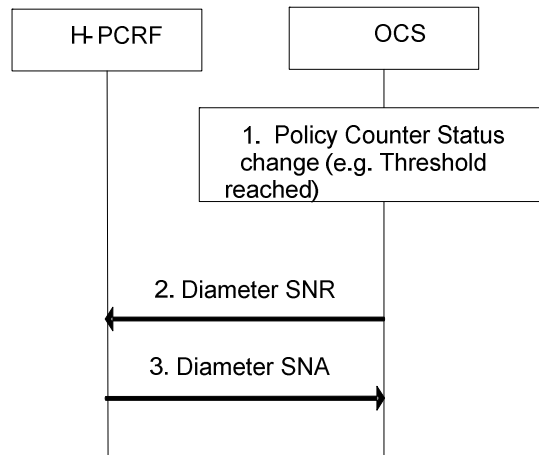 H-PCRF
OCS
1. Policy Counter Status
change (e.g. Threshold
reached)
2. Diameter SNR
3. Diameter SNA